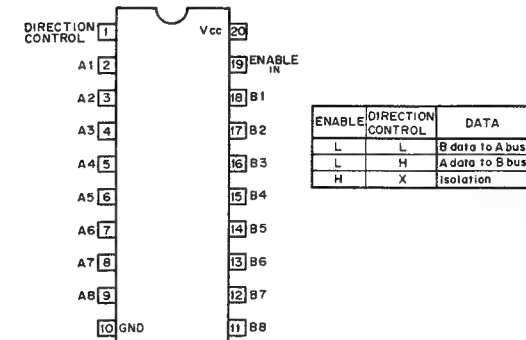 DIRECTION CONTROL 1
Vcc 20
A1 2
19 ENABLE IN
A2 3
18 B1
A3 4
17 B2
A4 5
16 B3
A5 6
15 B4
A6 7
14 B5
A7 8
13 B6
A8 9
12 B7
10 GND
11 B8
ENABLE DIRECTION CONTROL DATA
L L B data to A bus
L H A data to B bus
H X Isolation